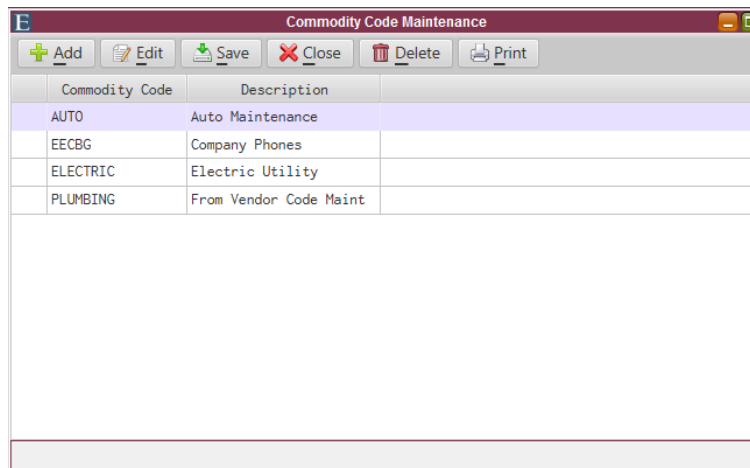 E Commodity Code Maintenance
Add Edit Save Close Delete Print
Commodity Code Description
AUTO Auto Maintenance
EECBG Company Phones
ELECTRIC Electric Utility
PLUMBING From Vendor Code Maint